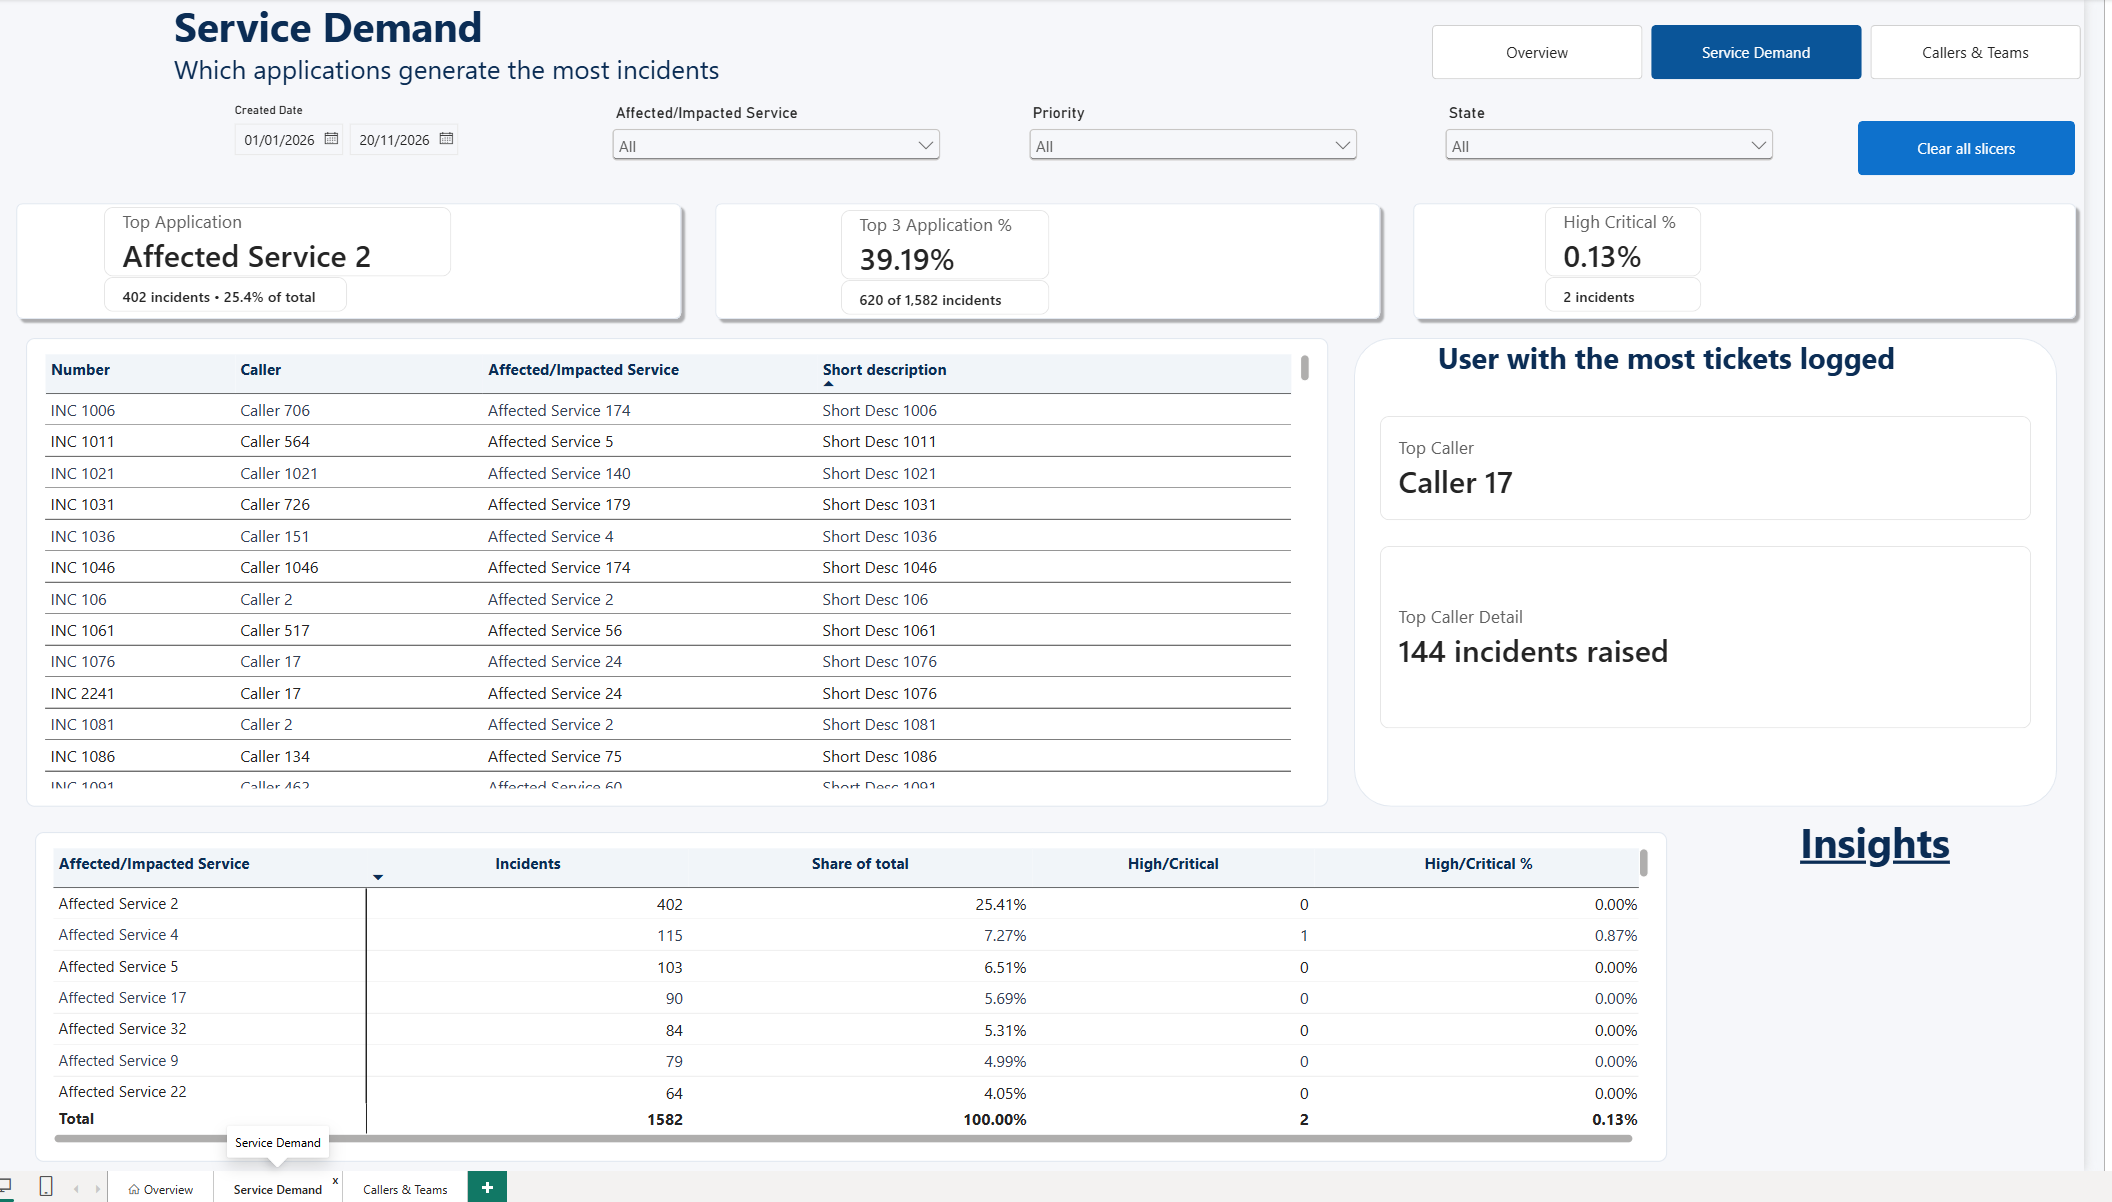 Service Demand
Which applications generate the most incidents
Overview
Service Demand
Callers & Teams
Created Date
01/01/2026
20/11/2026
Affected/Impacted Service
All
Priority
All
State
All
Clear all slicers
Top Application
Affected Service 2
402 incidents • 25.4% of total
Top 3 Application %
39.19%
620 of 1,582 incidents
High Critical %
0.13%
2 incidents
Number Caller Affected/Impacted Service Short description
INC 1006 Caller 706 Affected Service 174 Short Desc 1006
INC 1011 Caller 564 Affected Service 5 Short Desc 1011
INC 1021 Caller 1021 Affected Service 140 Short Desc 1021
INC 1031 Caller 726 Affected Service 179 Short Desc 1031
INC 1036 Caller 151 Affected Service 4 Short Desc 1036
INC 1046 Caller 1046 Affected Service 174 Short Desc 1046
INC 106 Caller 2 Affected Service 2 Short Desc 106
INC 1061 Caller 517 Affected Service 56 Short Desc 1061
INC 1076 Caller 17 Affected Service 24 Short Desc 1076
INC 2241 Caller 17 Affected Service 24 Short Desc 1076
INC 1081 Caller 2 Affected Service 2 Short Desc 1081
INC 1086 Caller 134 Affected Service 75 Short Desc 1086
INC 1091 Caller 462 Affected Service 60 Short Desc 1091
User with the most tickets logged
Top Caller
Caller 17
Top Caller Detail
144 incidents raised
Insights
Affected/Impacted Service Incidents Share of total High/Critical High/Critical %
Affected Service 2 402 25.41% 0 0.00%
Affected Service 4 115 7.27% 1 0.87%
Affected Service 5 103 6.51% 0 0.00%
Affected Service 17 90 5.69% 0 0.00%
Affected Service 32 84 5.31% 0 0.00%
Affected Service 9 79 4.99% 0 0.00%
Affected Service 22 64 4.05% 0 0.00%
Total 1582 100.00% 2 0.13%
Service Demand
Overview
Service Demand
x
Callers & Teams
+